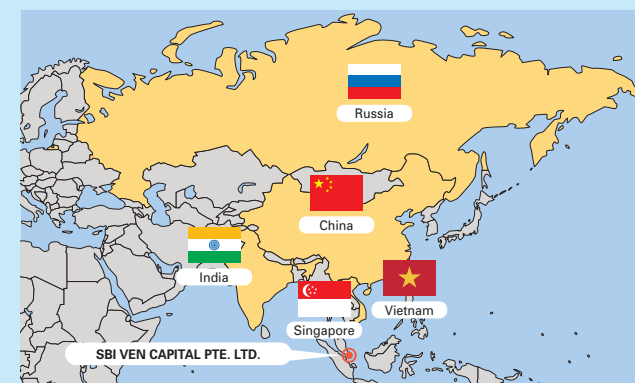 Russia
China
India
Vietnam
Singapore
SBI VEN CAPITAL PTE. LTD.